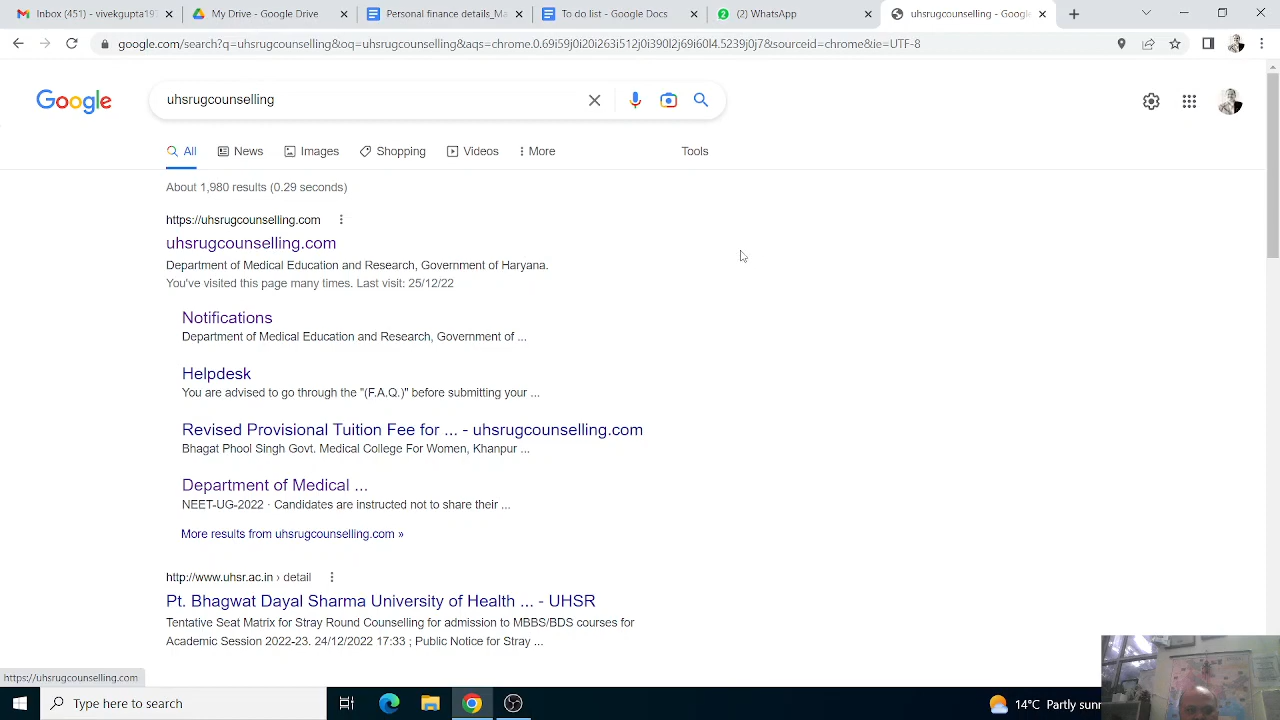 Inbox (451) - vivekgupta19
My Drive - Google Drive
Personal finance details_Ma
To do list - Google Docs
(2) WhatsApp
uhsrugcounselling - Google
google.com/search?q=uhsrugcounselling&oq=uhsrugcounselling&aqs=chrome.0.69i59j0i20i263i512j0i390l2j69i60l4.5239j0j7&sourceid=chrome&ie=UTF-8
Google
uhsrugcounselling
All
News
Images
Shopping
Videos
More
Tools
About 1,980 results (0.29 seconds)
https://uhsrugcounselling.com
uhsrugcounselling.com
Department of Medical Education and Research, Government of Haryana.
You've visited this page many times. Last visit: 25/12/22
Notifications
Department of Medical Education and Research, Government of ...
Helpdesk
You are advised to go through the "(F.A.Q.)" before submitting your ...
Revised Provisional Tuition Fee for ... - uhsrugcounselling.com
Bhagat Phool Singh Govt. Medical College For Women, Khanpur ...
Department of Medical ...
NEET-UG-2022 · Candidates are instructed not to share their ...
More results from uhsrugcounselling.com »
http://www.uhsr.ac.in › detail
Pt. Bhagwat Dayal Sharma University of Health ... - UHSR
Tentative Seat Matrix for Stray Round Counselling for admission to MBBS/BDS courses for
Academic Session 2022-23. 24/12/2022 17:33 ; Public Notice for Stray ...
https://uhsrugcounselling.com
Type here to search
14°C Partly sunn